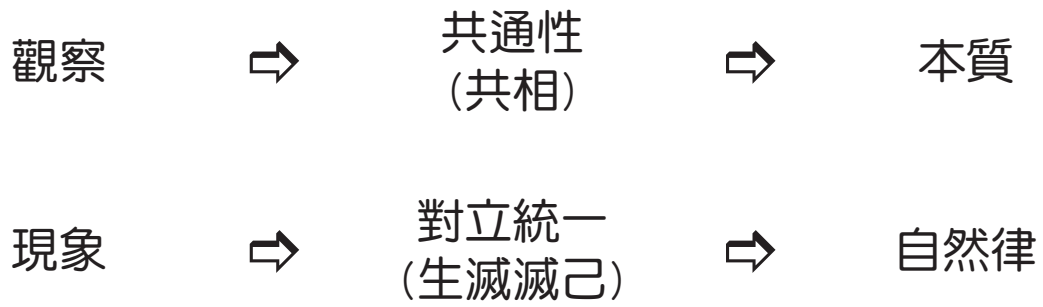 觀察 ⇨ 共通性 ⇨ 本質
(共相)
現象 ⇨ 對立統一 ⇨ 自然律
(生滅滅己)